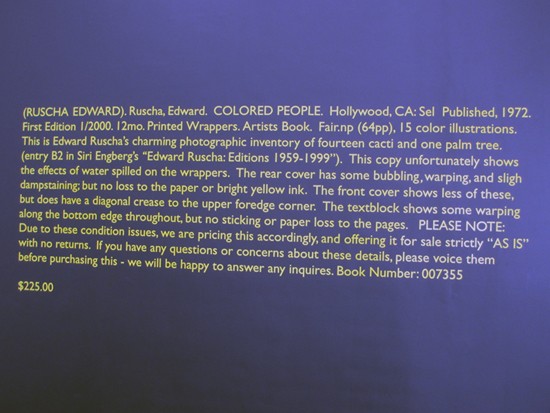 (RUSCHA EDWARD). Ruscha, Edward. COLORED PEOPLE. Hollywood, CA: Sel Published, 1972.
First Edition 1/2000. 12mo. Printed Wrappers. Artists Book. Fair.np (64pp), 15 color illustrations.
This is Edward Ruscha's charming photographic inventory of fourteen cacti and one palm tree.
(entry B2 in Siri Engberg's "Edward Ruscha: Editions 1959-1999"). This copy unfortunately shows
the effects of water spilled on the wrappers. The rear cover has some bubbling, warping, and sligh
dampstaining; but no loss to the paper or bright yellow ink. The front cover shows less of these,
but does have a diagonal crease to the upper foredge corner. The textblock shows some warping
along the bottom edge throughout, but no sticking or paper loss to the pages. PLEASE NOTE:
Due to these condition issues, we are pricing this accordingly, and offering it for sale strictly "AS IS"
with no returns. If you have any questions or concerns about these details, please voice them
before purchasing this - we will be happy to answer any inquires. Book Number: 007355
$225.00